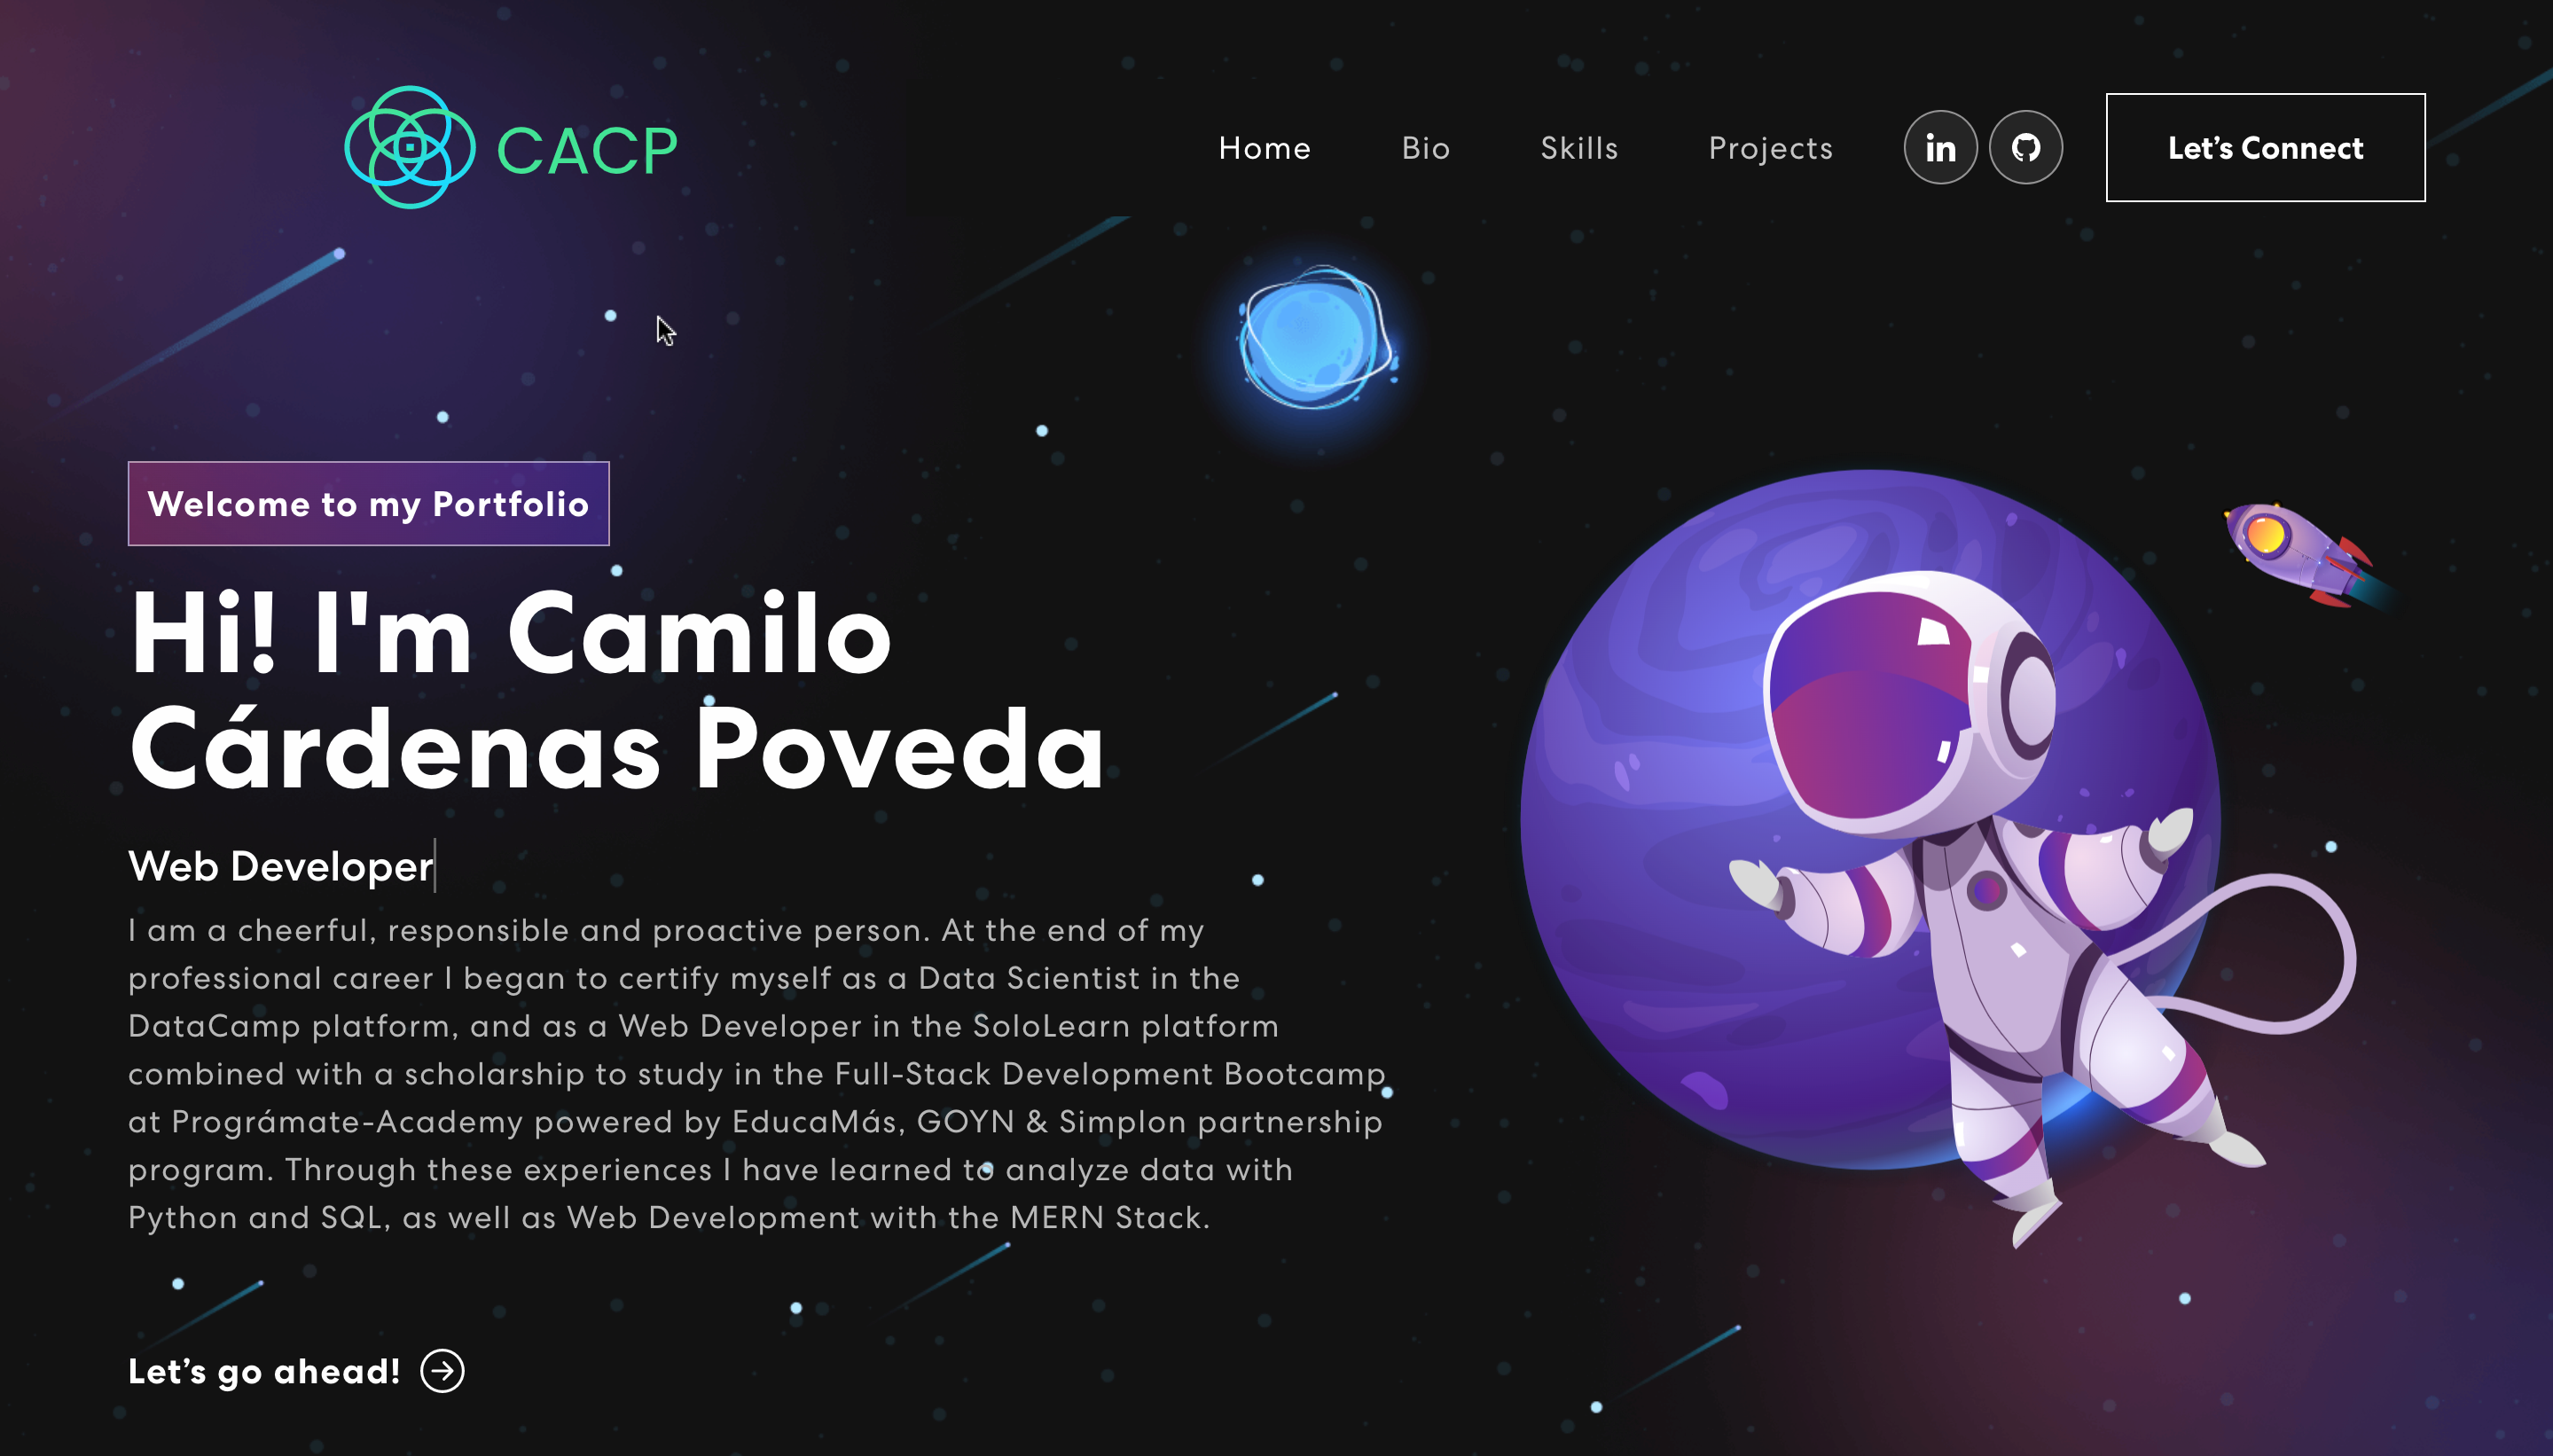 CACP
Home
Bio
Skills
Projects
in
Let’s Connect
Welcome to my Portfolio
Hi! I'm Camilo
Cárdenas Poveda
Web Developer
I am a cheerful, responsible and proactive person. At the end of my
professional career I began to certify myself as a Data Scientist in the
DataCamp platform, and as a Web Developer in the SoloLearn platform
combined with a scholarship to study in the Full-Stack Development Bootcamp
at Prográmate-Academy powered by EducaMás, GOYN & Simplon partnership
program. Through these experiences I have learned to analyze data with
Python and SQL, as well as Web Development with the MERN Stack.
Let’s go ahead!